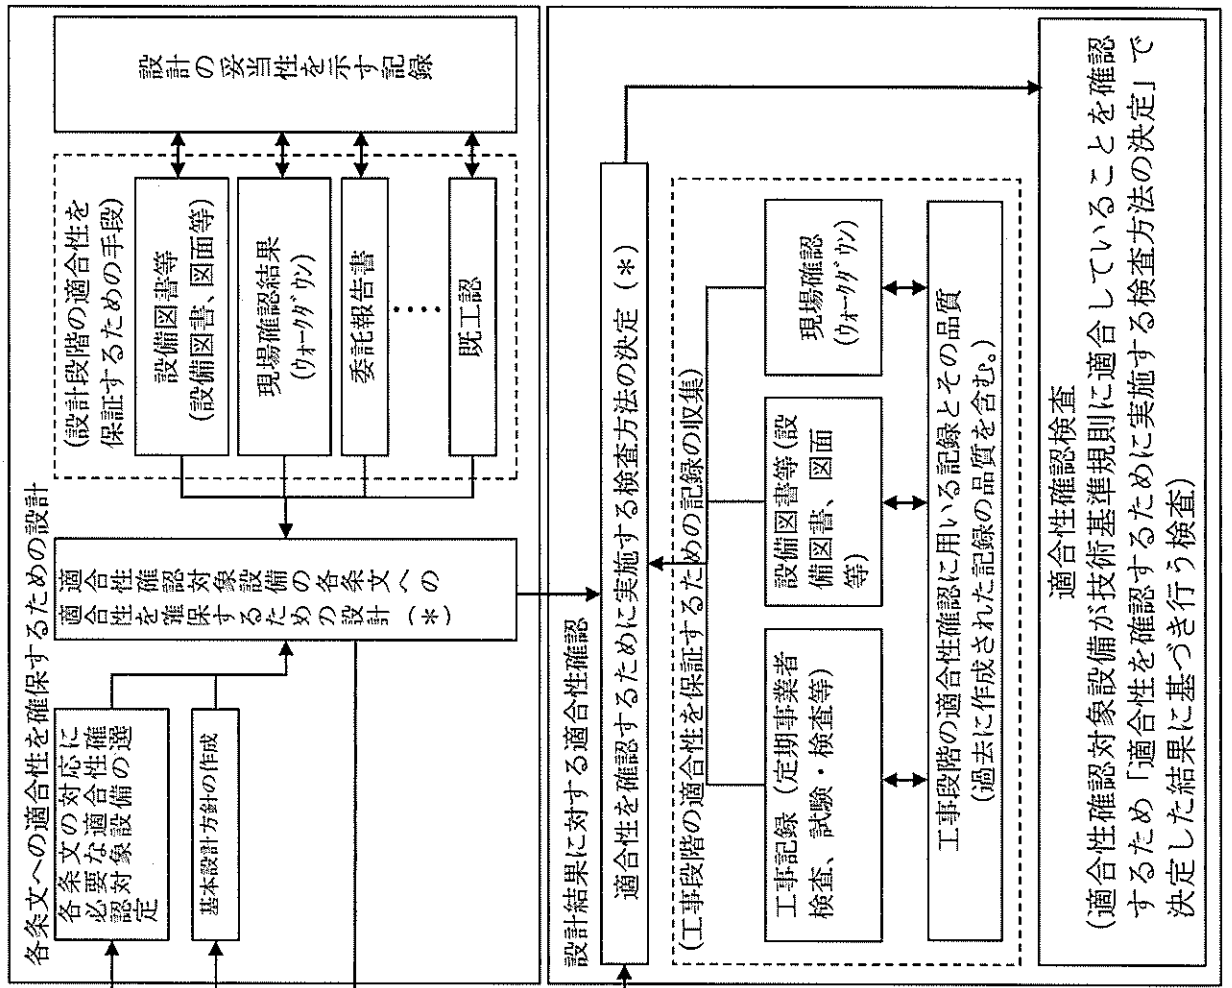 各条文への適合性を確保するための設計
各条文の対応に
必要な適合性確
認対象設備の選
定
基本設計方針の作成
適合性確認対象設備の各条文への
適合性を確保するための設計 (*)
(設計段階の適合性を
保証するための手段)
設備図書等
(設備図書、図面等)
現場確認結果
(ウォークダウン)
委託報告書
既工認
設計の妥当性を示す記録
設計結果に対する適合性確認
適合性を確認するために実施する検査方法の決定 (*)
(工事段階の適合性を保証するための記録の収集)
工事記録 (定期事業者
検査、試験・検査等)
設備図書等(設
備図書、図面
等)
現場確認
(ウォークダウン)
工事段階の適合性確認に用いる記録とその品質
(過去に作成された記録の品質を含む。)
適合性確認検査
(適合性確認対象設備が技術基準規則に適合していることを確認
するため「適合性を確認するために実施する検査方法の決定」で
決定した結果に基づき行う検査)